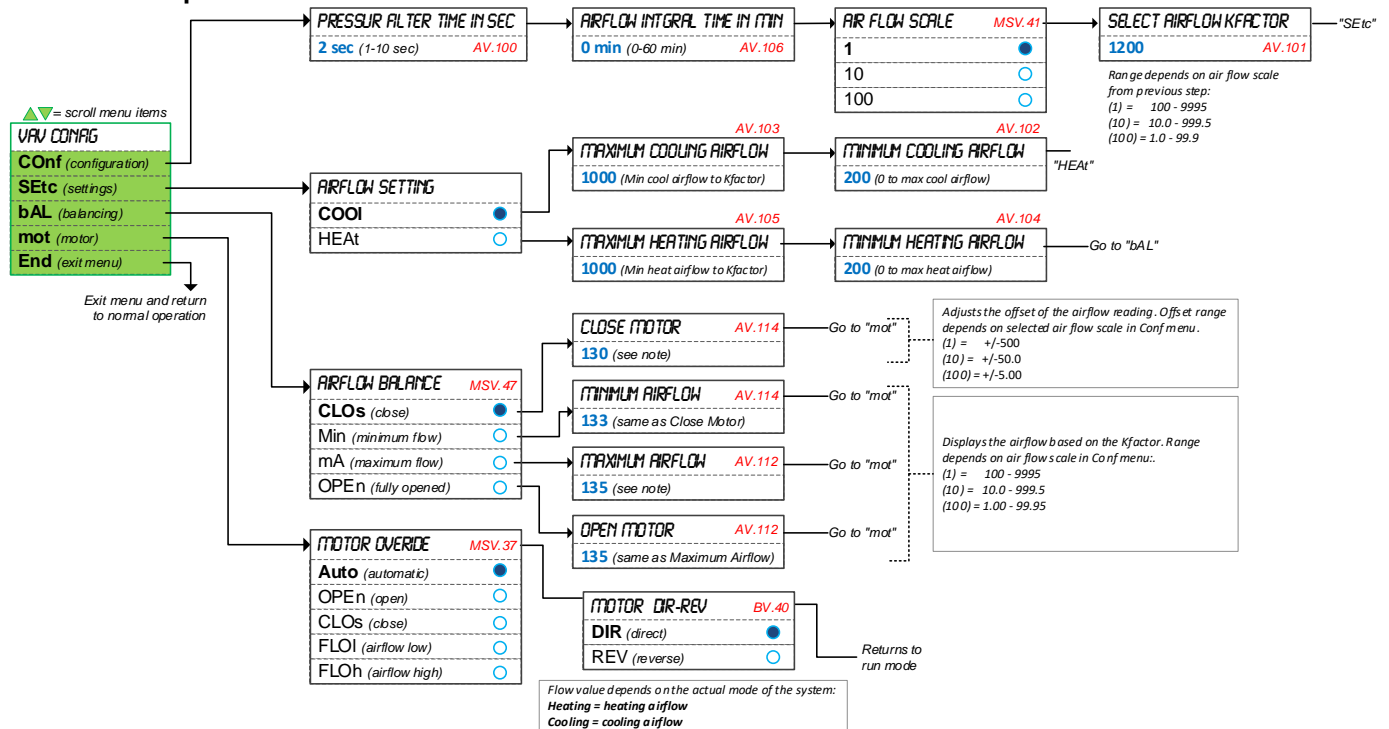 PRESSUR FILTER TIME IN SEC
2 sec (1-10 sec) AV.100
AIRFLOW INTGRAL TIME IN MIN
0 min (0-60 min) AV.106
AIR FLOW SCALE MSV.41
1
10
100
SELECT AIRFLOW KFACTOR
1200 AV.101
"SEtc"
Range depends on air flow scale
from previous step:
(1) = 100 - 9995
(10) = 10.0 - 999.5
(100) = 1.0 - 99.9
= scroll menu items
VAV CONFIG
COnf (configuration)
SEtc (settings)
bAL (balancing)
mot (motor)
End (exit menu)
Exit menu and return
to normal operation
AIRFLOW SETTING
COOl
HEAt
AV.103
MAXIMUM COOLING AIRFLOW
1000 (Min cool airflow to Kfactor)
AV.102
MINIMUM COOLING AIRFLOW
200 (0 to max cool airflow)
"HEAt"
AV.105
MAXIMUM HEATING AIRFLOW
1000 (Min heat airflow to Kfactor)
AV.104
MINIMUM HEATING AIRFLOW
200 (0 to max heat airflow)
Go to "bAL"
AIRFLOW BALANCE MSV.47
CLOs (close)
Min (minimum flow)
mA (maximum flow)
OPEn (fully opened)
CLOSE MOTOR AV.114
130 (see note)
Go to "mot"
MINIMUM AIRFLOW AV.114
133 (same as Close Motor)
Go to "mot"
MAXIMUM AIRFLOW AV.112
135 (see note)
Go to "mot"
OPEN MOTOR AV.112
135 (same as Maximum Airflow)
Go to "mot"
Adjusts the offset of the airflow reading. Offset range
depends on selected air flow scale in Conf menu.
(1) = +/-500
(10) = +/-50.0
(100) = +/-5.00
Displays the airflow based on the Kfactor. Range
depends on air flow scale in Conf menu:.
(1) = 100 - 9995
(10) = 10.0 - 999.5
(100) = 1.00 - 99.95
MOTOR OVERIDE MSV.37
Auto (automatic)
OPEn (open)
CLOs (close)
FLOl (airflow low)
FLOh (airflow high)
MOTOR DIR-REV BV.40
DIR (direct)
REV (reverse)
Returns to
run mode
Flow value depends on the actual mode of the system:
Heating = heating airflow
Cooling = cooling airflow